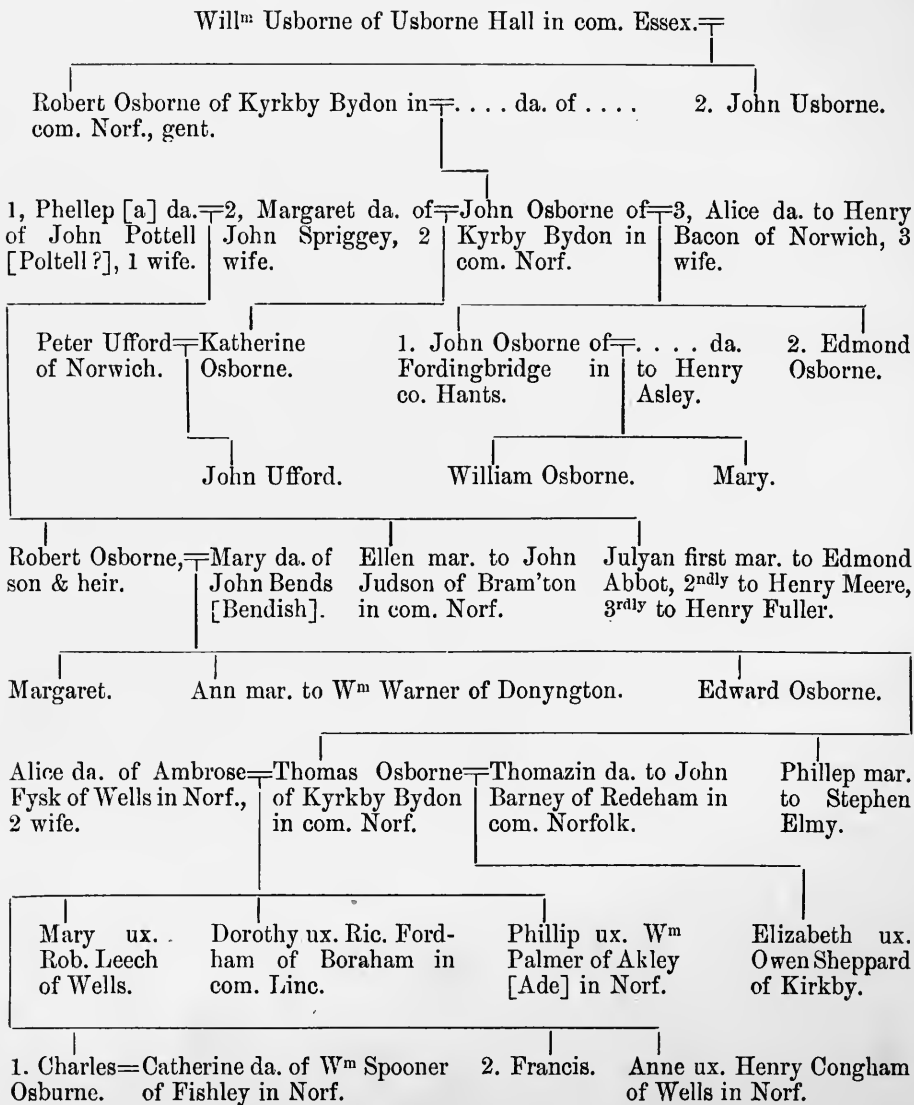 Willᵐ Usborne of Usborne Hall in com. Essex.
Robert Osborne of Kyrkby Bydon in = . . . . da. of . . . . 2. John Usborne.
com. Norf., gent.
1, Phellep [a] da. = 2, Margaret da. of = John Osborne of = 3, Alice da. to Henry
of John Pottell John Spriggey, 2 Kyrby Bydon in Bacon of Norwich, 3
[Poltell?], 1 wife. wife. com. Norf. wife.
Peter Ufford = Katherine 1. John Osborne of = . . . . da. 2. Edmond
of Norwich. Osborne. Fordingbridge in to Henry Osborne.
co. Hants. Asley.
John Ufford. William Osborne. Mary.
Robert Osborne, = Mary da. of Ellen mar. to John Julyan first mar. to Edmond
son & heir. John Bends Judson of Bram'ton Abbot, 2ⁿᵈˡʸ to Henry Meere,
[Bendish]. in com. Norf. 3ʳᵈˡʸ to Henry Fuller.
Margaret. Ann mar. to Wᵐ Warner of Donyngton. Edward Osborne.
Alice da. of Ambrose = Thomas Osborne = Thomazin da. to John Phillep mar.
Fysk of Wells in Norf., of Kyrkby Bydon Barney of Redeham in to Stephen
2 wife. in com. Norf. com. Norfolk. Elmy.
Mary ux. Dorothy ux. Ric. Ford- Phillip ux. Wᵐ Elizabeth ux.
Rob. Leech ham of Boraham in Palmer of Akley Owen Sheppard
of Wells. com. Linc. [Ade] in Norf. of Kirkby.
1. Charles = Catherine da. of Wᵐ Spooner 2. Francis. Anne ux. Henry Congham
Osburne. of Fishley in Norf. of Wells in Norf.